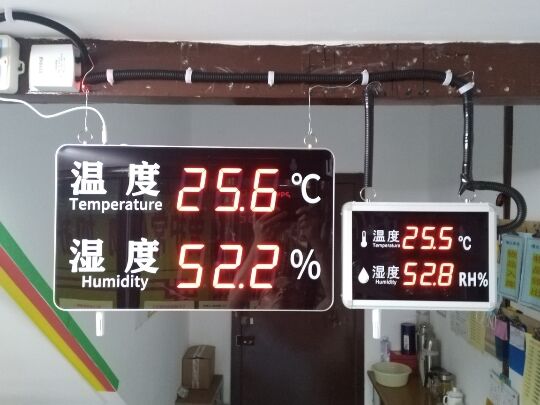 温度 25.6 ℃
Temperature
湿度 52.2 %
Humidity
温度 25.5 ℃
Temperature
湿度 52.8 RH%
Humidity